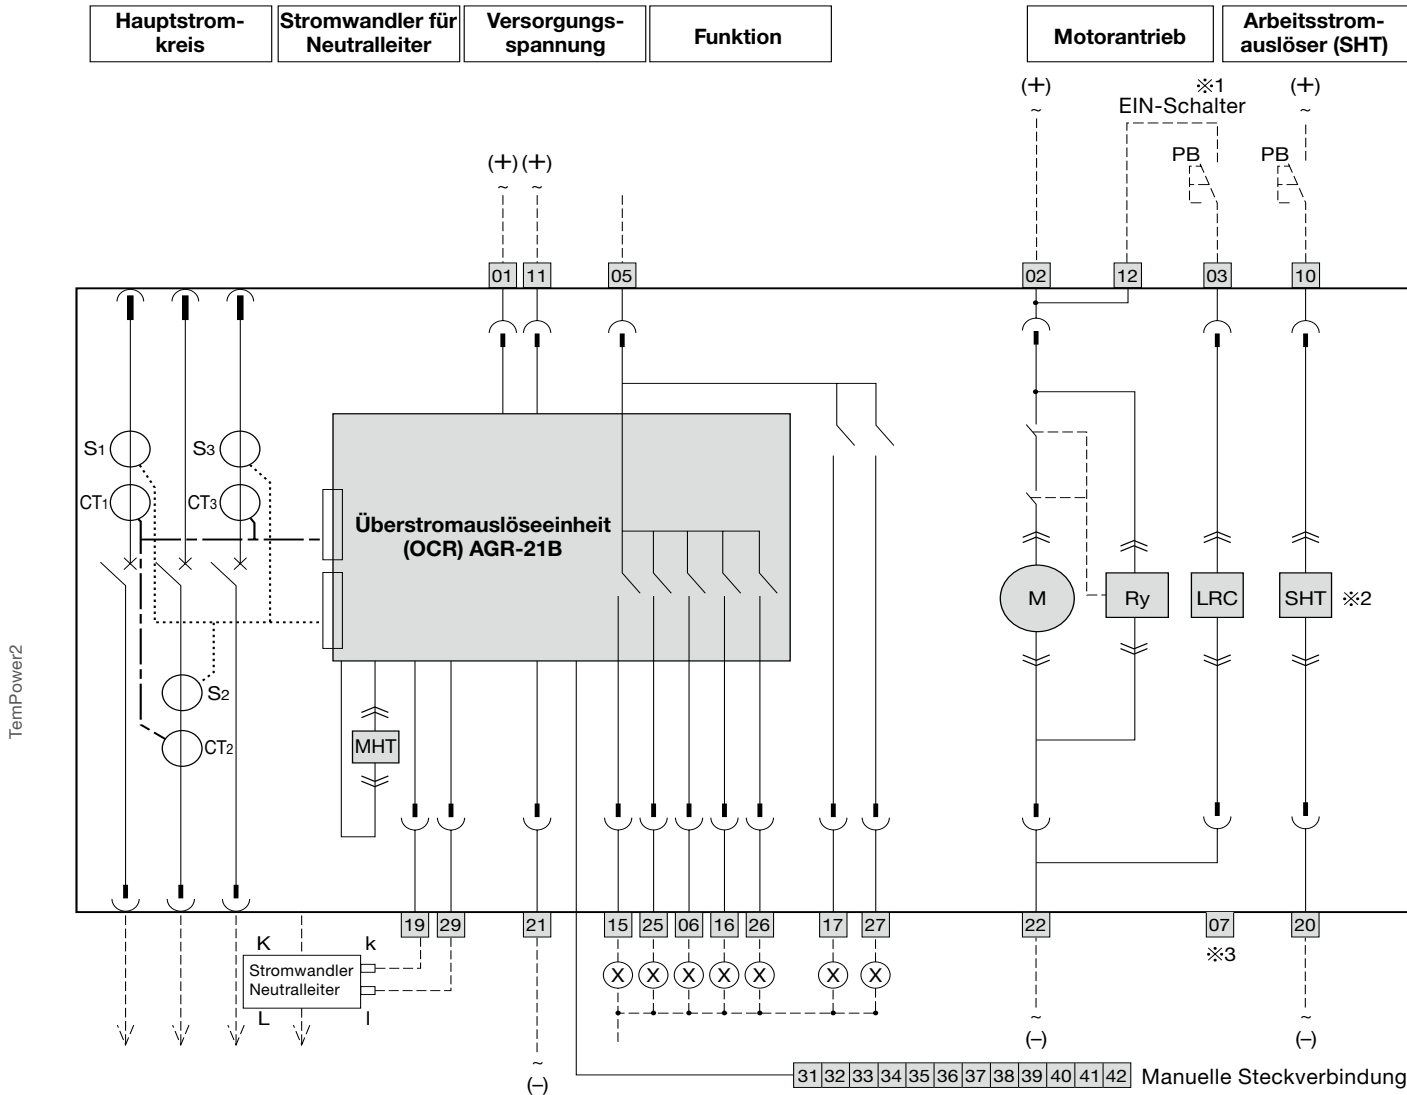 Hauptstrom-
kreis
Stromwandler für
Neutralleiter
Versorgungs-
spannung
Funktion
Motorantrieb
Arbeitsstrom-
auslöser (SHT)
(+)
~
※1
EIN-Schalter
(+)
~
PB
PB
(+) (+)
~ ~
01 11 05 02 12 03 10
S1 S3
CT1 CT3
Überstromauslöseeinheit
(OCR) AGR-21B
M Ry LRC SHT ※2
S2
CT2
MHT
TemPower2
19 29 21 15 25 06 16 26 17 27 22 07 20
※3
K k
Stromwandler
Neutralleiter
L l
X X X X X X X
~
(–)
~
(–)
~
(–)
31 32 33 34 35 36 37 38 39 40 41 42 Manuelle Steckverbindung